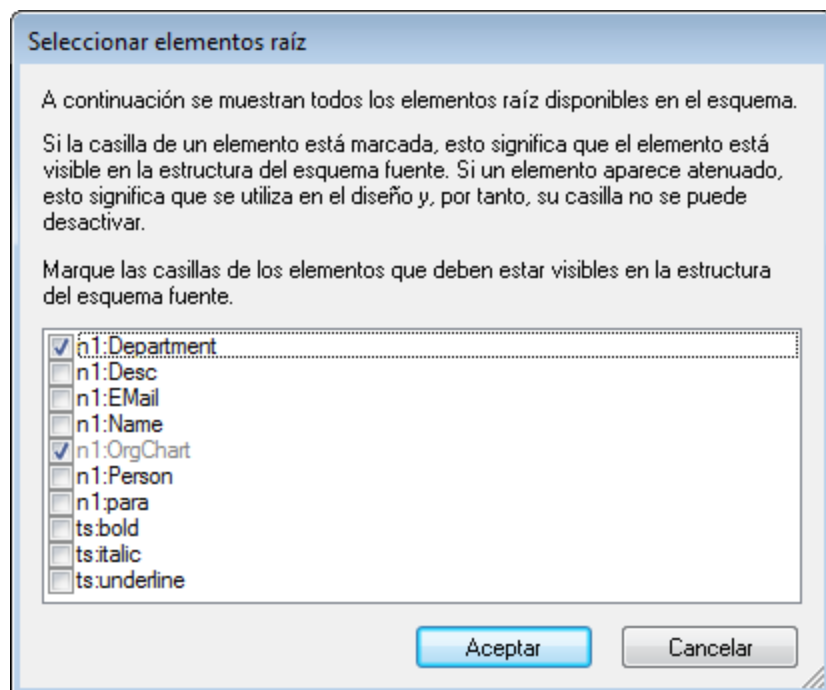 Seleccionar elementos raíz
A continuación se muestran todos los elementos raíz disponibles en el esquema.
Si la casilla de un elemento está marcada, esto significa que el elemento está
visible en la estructura del esquema fuente. Si un elemento aparece atenuado,
esto significa que se utiliza en el diseño y, por tanto, su casilla no se puede
desactivar.
Marque las casillas de los elementos que deben estar visibles en la estructura
del esquema fuente.
n1:Department
n1:Desc
n1:EMail
n1:Name
n1:OrgChart
n1:Person
n1:para
ts:bold
ts:italic
ts:underline
Aceptar
Cancelar